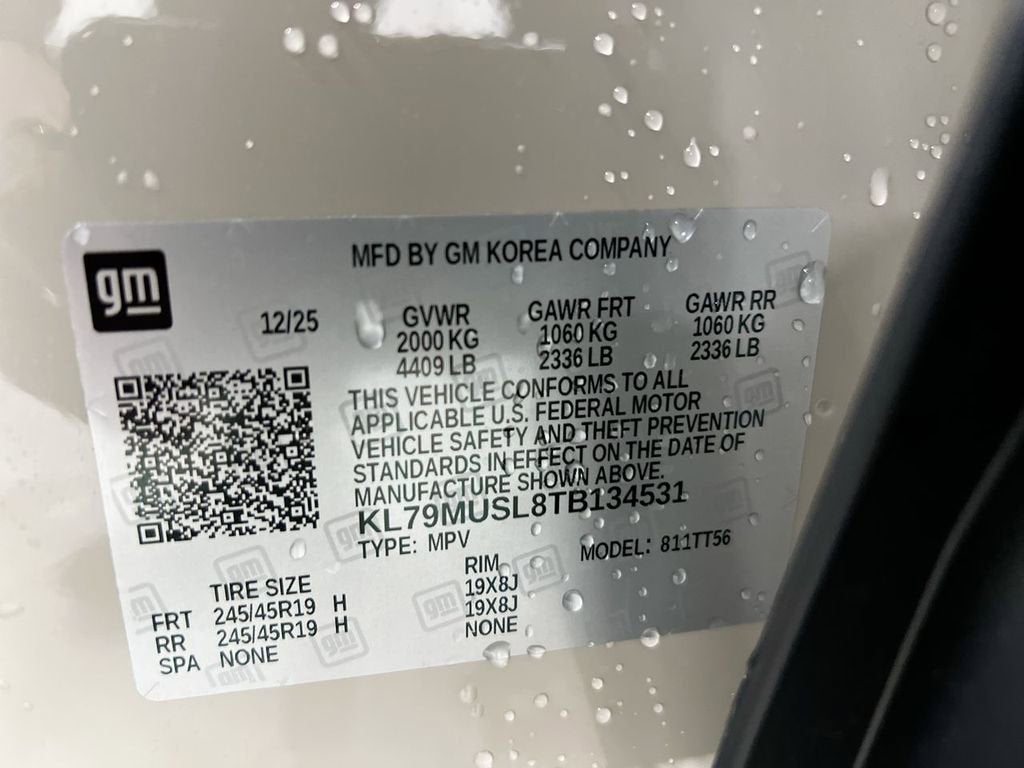 gm
MFD BY GM KOREA COMPANY
12/25
GVWR GAWR FRT GAWR RR
2000 KG 1060 KG 1060 KG
4409 LB 2336 LB 2336 LB
THIS VEHICLE CONFORMS TO ALL
APPLICABLE U.S. FEDERAL MOTOR
VEHICLE SAFETY AND THEFT PREVENTION
STANDARDS IN EFFECT ON THE DATE OF
MANUFACTURE SHOWN ABOVE.
KL79MUSL8TB134531
TYPE: MPV MODEL: 811TT56
TIRE SIZE RIM
FRT 245/45R19 H 19X8J
RR 245/45R19 H 19X8J
SPA NONE NONE